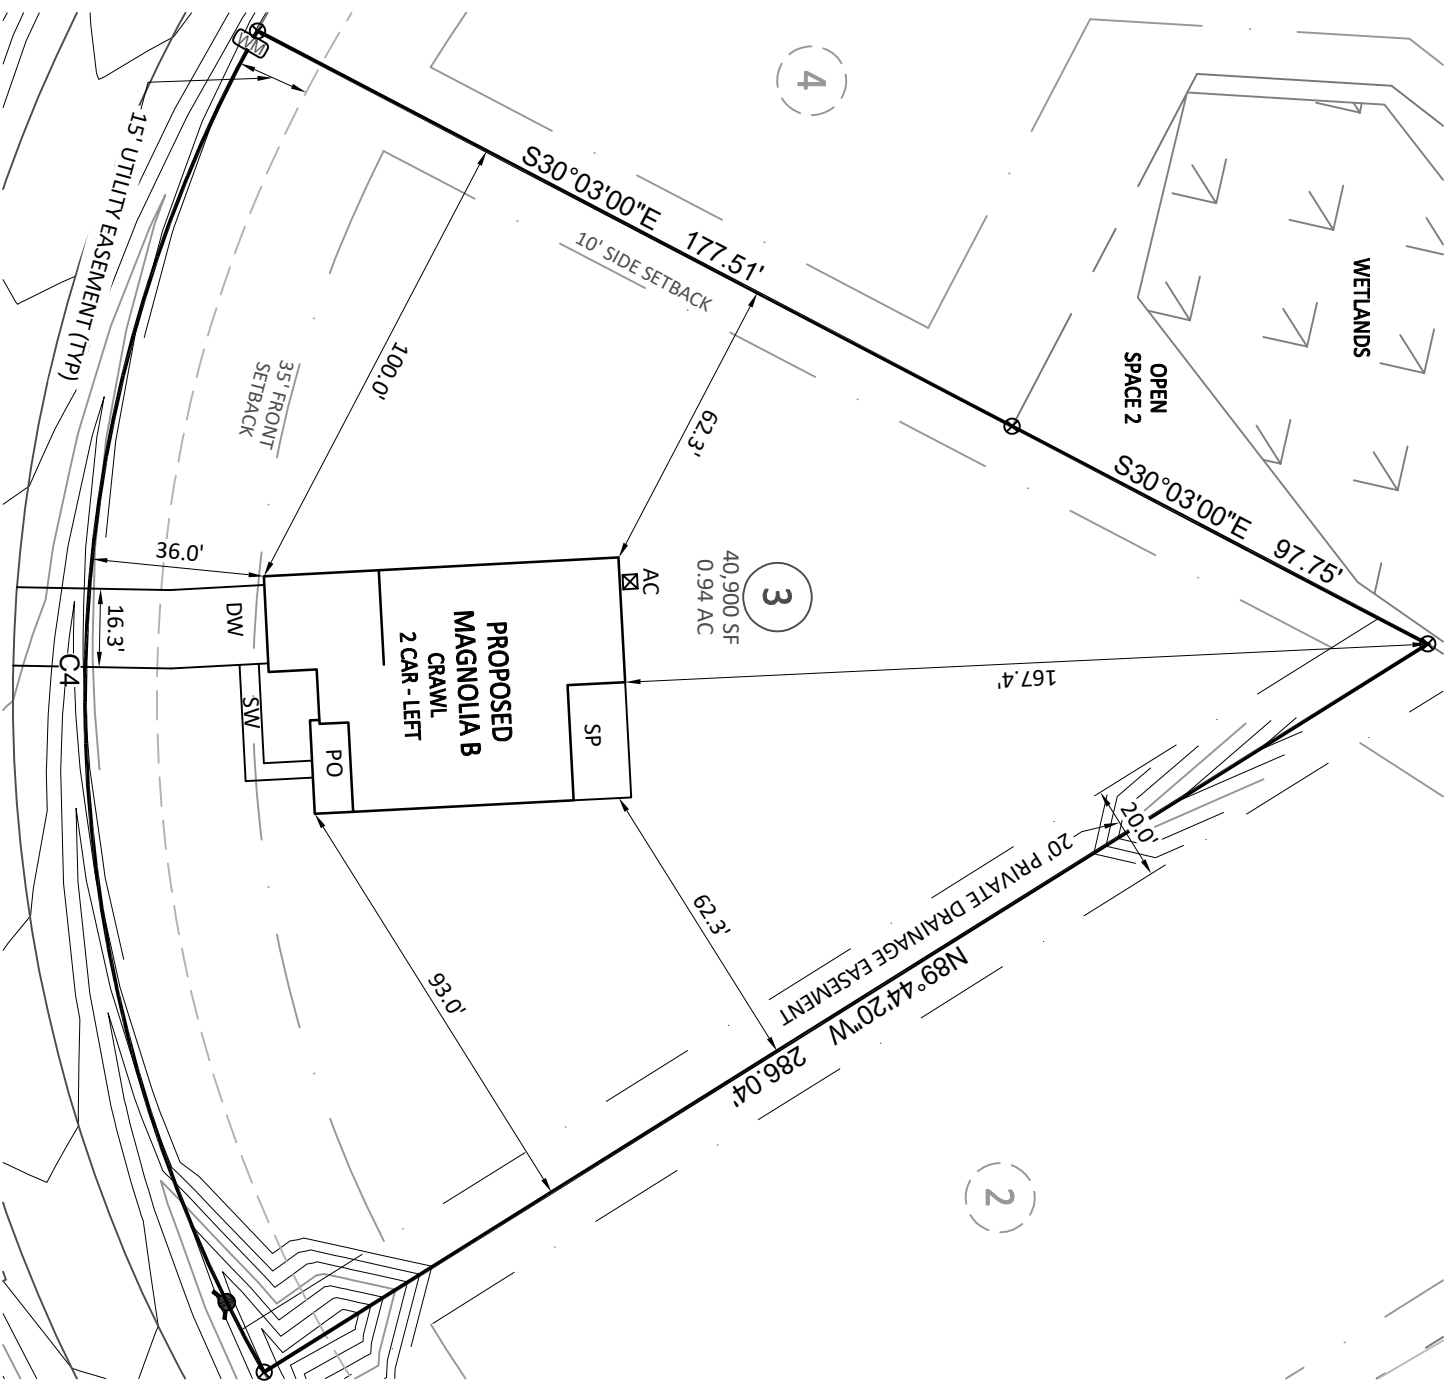 WM
15' UTILITY EASEMENT (TYP)
4
S30°03'00"E 177.51'
10' SIDE SETBACK
WETLANDS
OPEN
SPACE 2
S30°03'00"E 97.75'
100.0'
62.3'
35' FRONT
SETBACK
36.0'
16.3'
DW
C4
SW
PO
SP
AC
PROPOSED
MAGNOLIA B
CRAWL
2 CAR - LEFT
3
40,900 SF
0.94 AC
167.4'
20.0'
20' PRIVATE DRAINAGE EASEMENT
N89°44'20"W 286.04'
62.3'
93.0'
2